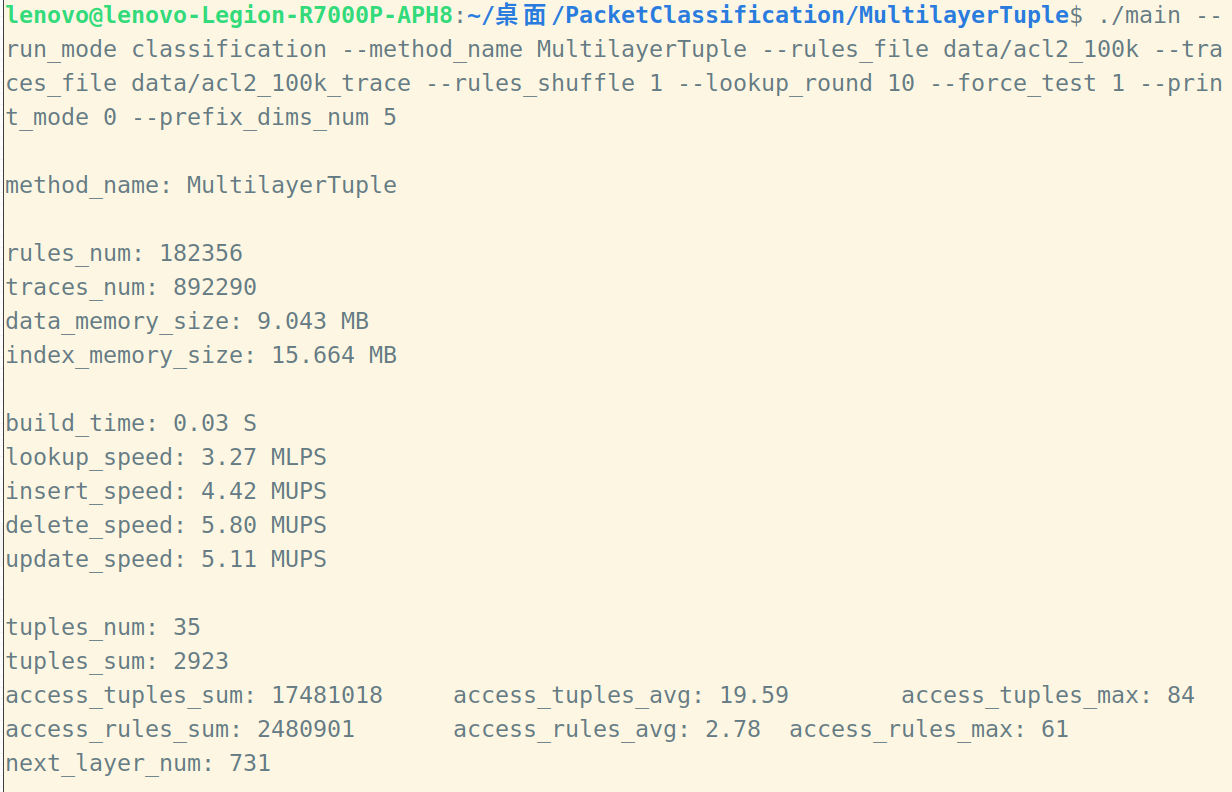 lenovo@lenovo-Legion-R7000P-APH8:~/桌面/PacketClassification/MultilayerTuple$ ./main --
run_mode classification --method_name MultilayerTuple --rules_file data/acl2_100k --tra
ces_file data/acl2_100k_trace --rules_shuffle 1 --lookup_round 10 --force_test 1 --prin
t_mode 0 --prefix_dims_num 5
method_name: MultilayerTuple
rules_num: 182356
traces_num: 892290
data_memory_size: 9.043 MB
index_memory_size: 15.664 MB
build_time: 0.03 S
lookup_speed: 3.27 MLPS
insert_speed: 4.42 MUPS
delete_speed: 5.80 MUPS
update_speed: 5.11 MUPS
tuples_num: 35
tuples_sum: 2923
access_tuples_sum: 17481018	access_tuples_avg: 19.59	access_tuples_max: 84
access_rules_sum: 2480901	access_rules_avg: 2.78	access_rules_max: 61
next_layer_num: 731